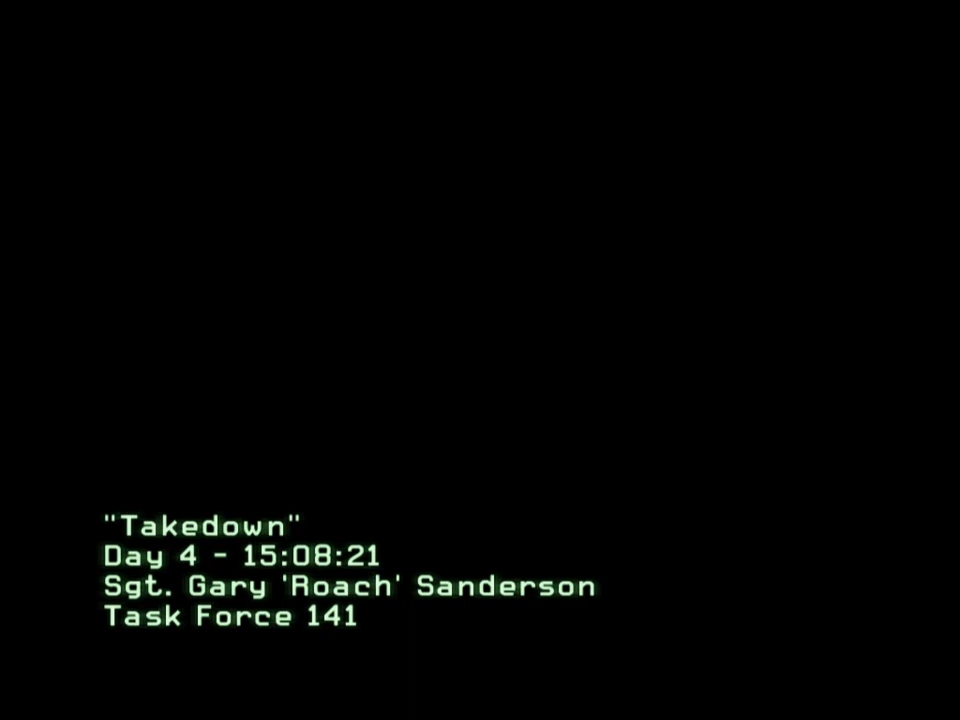 "Takedown"
Day 4 - 15:08:21
Sgt. Gary 'Roach' Sanderson
Task Force 141